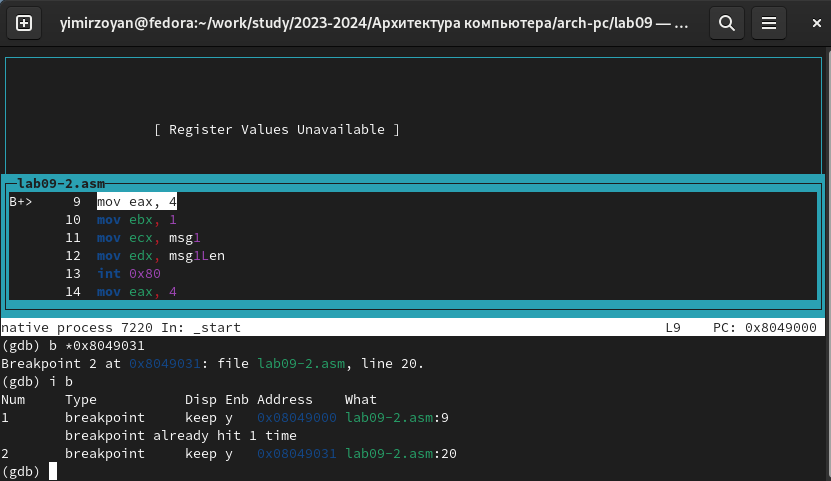 yimirzoyan@fedora:~/work/study/2023-2024/Архитектура компьютера/arch-pc/lab09 — ...
[ Register Values Unavailable ]
lab09-2.asm
B+> 9 mov eax, 4
10 mov ebx, 1
11 mov ecx, msg1
12 mov edx, msg1Len
13 int 0x80
14 mov eax, 4
native process 7220 In: _start L9 PC: 0x8049000
(gdb) b *0x8049031
Breakpoint 2 at 0x8049031: file lab09-2.asm, line 20.
(gdb) i b
Num Type Disp Enb Address What
1 breakpoint keep y 0x08049000 lab09-2.asm:9
breakpoint already hit 1 time
2 breakpoint keep y 0x08049031 lab09-2.asm:20
(gdb)